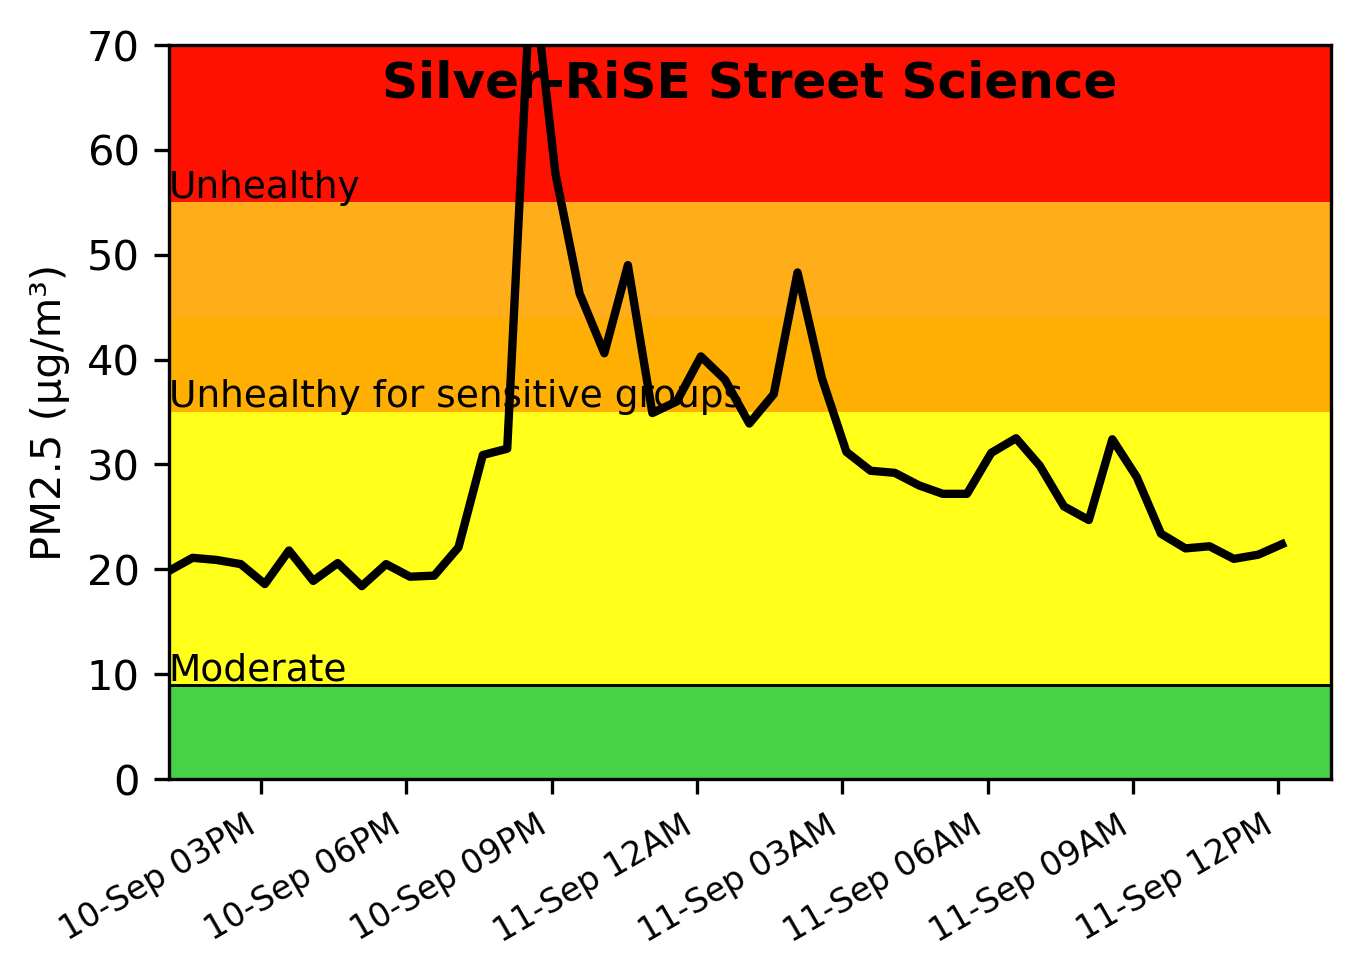 Silver-RiSE Street Science
70
60
50
40
30
20
10
0
PM2.5 (µg/m³)
Unhealthy
Unhealthy for sensitive groups
Moderate
10-Sep 03PM
10-Sep 06PM
10-Sep 09PM
11-Sep 12AM
11-Sep 03AM
11-Sep 06AM
11-Sep 09AM
11-Sep 12PM